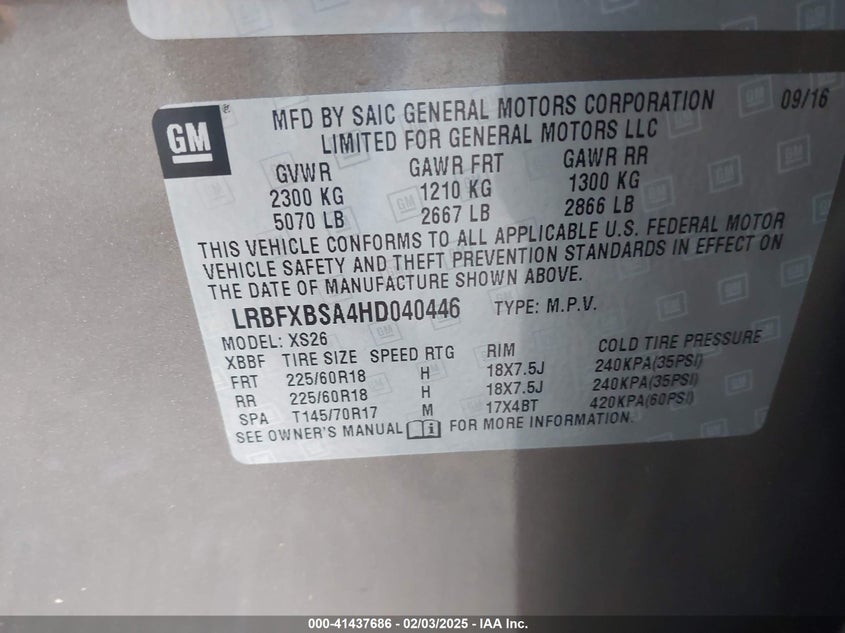 GM
MFD BY SAIC GENERAL MOTORS CORPORATION 09/16
LIMITED FOR GENERAL MOTORS LLC
GVWR GAWR FRT GAWR RR
2300 KG 1210 KG 1300 KG
5070 LB 2667 LB 2866 LB
THIS VEHICLE CONFORMS TO ALL APPLICABLE U.S. FEDERAL MOTOR
VEHICLE SAFETY AND THEFT PREVENTION STANDARDS IN EFFECT ON
THE DATE OF MANUFACTURE SHOWN ABOVE.
LRBFXBSA4HD040446 TYPE: M.P.V.
MODEL: XS26
XBBF TIRE SIZE SPEED RTG RIM COLD TIRE PRESSURE
FRT 225/60R18 H 18X7.5J 240KPA(35PSI)
RR 225/60R18 H 18X7.5J 240KPA(35PSI)
SPA T145/70R17 M 17X4BT 420KPA(60PSI)
SEE OWNER'S MANUAL FOR MORE INFORMATION.
000-41437686 - 02/03/2025 - IAA Inc.